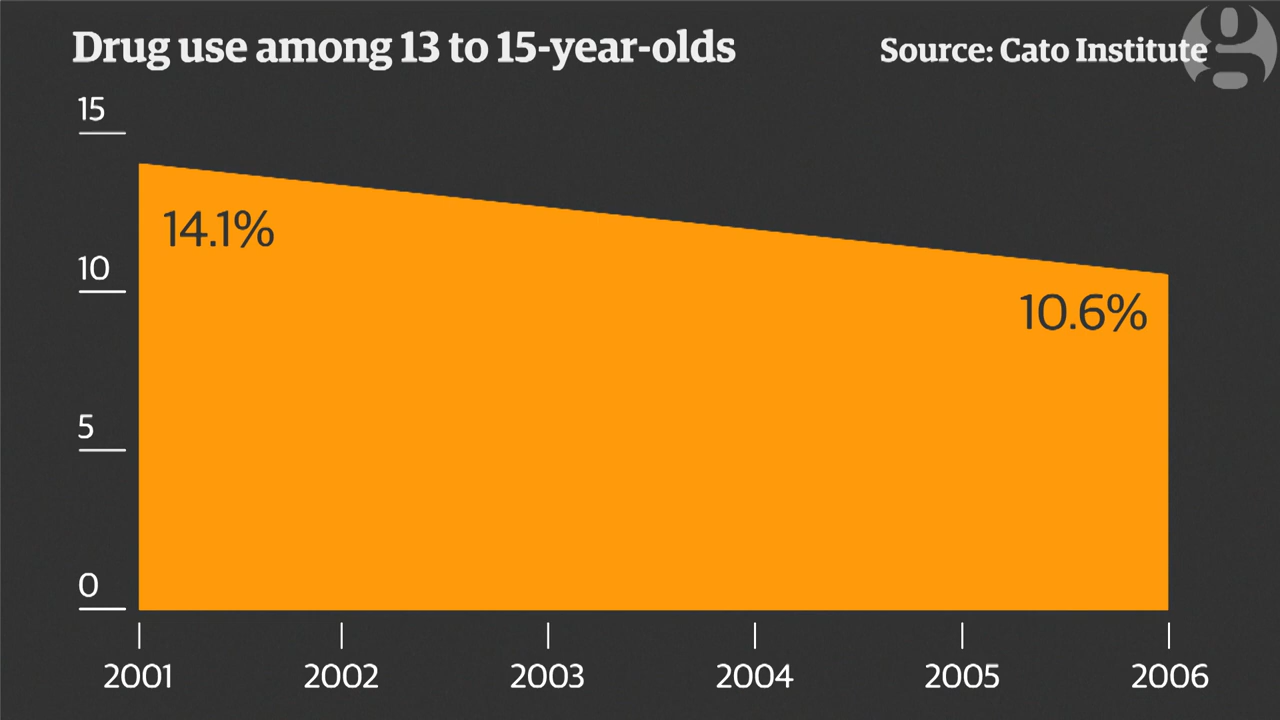 Drug use among 13 to 15-year-olds
Source: Cato Institute
g
15
14.1%
10
10.6%
5
0
2001 2002 2003 2004 2005 2006